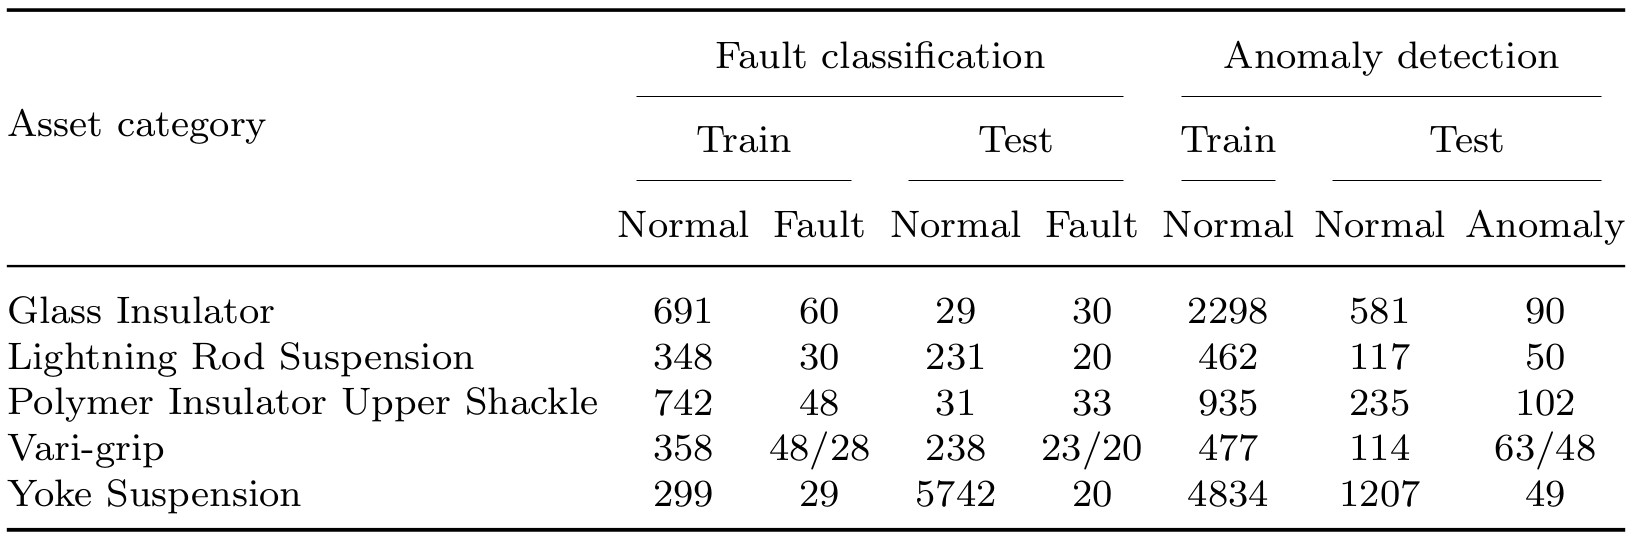 Fault classification Anomaly detection
Asset category
Train Test Train Test
Normal Fault Normal Fault Normal Normal Anomaly
Glass Insulator 691 60 29 30 2298 581 90
Lightning Rod Suspension 348 30 231 20 462 117 50
Polymer Insulator Upper Shackle 742 48 31 33 935 235 102
Vari-grip 358 48/28 238 23/20 477 114 63/48
Yoke Suspension 299 29 5742 20 4834 1207 49